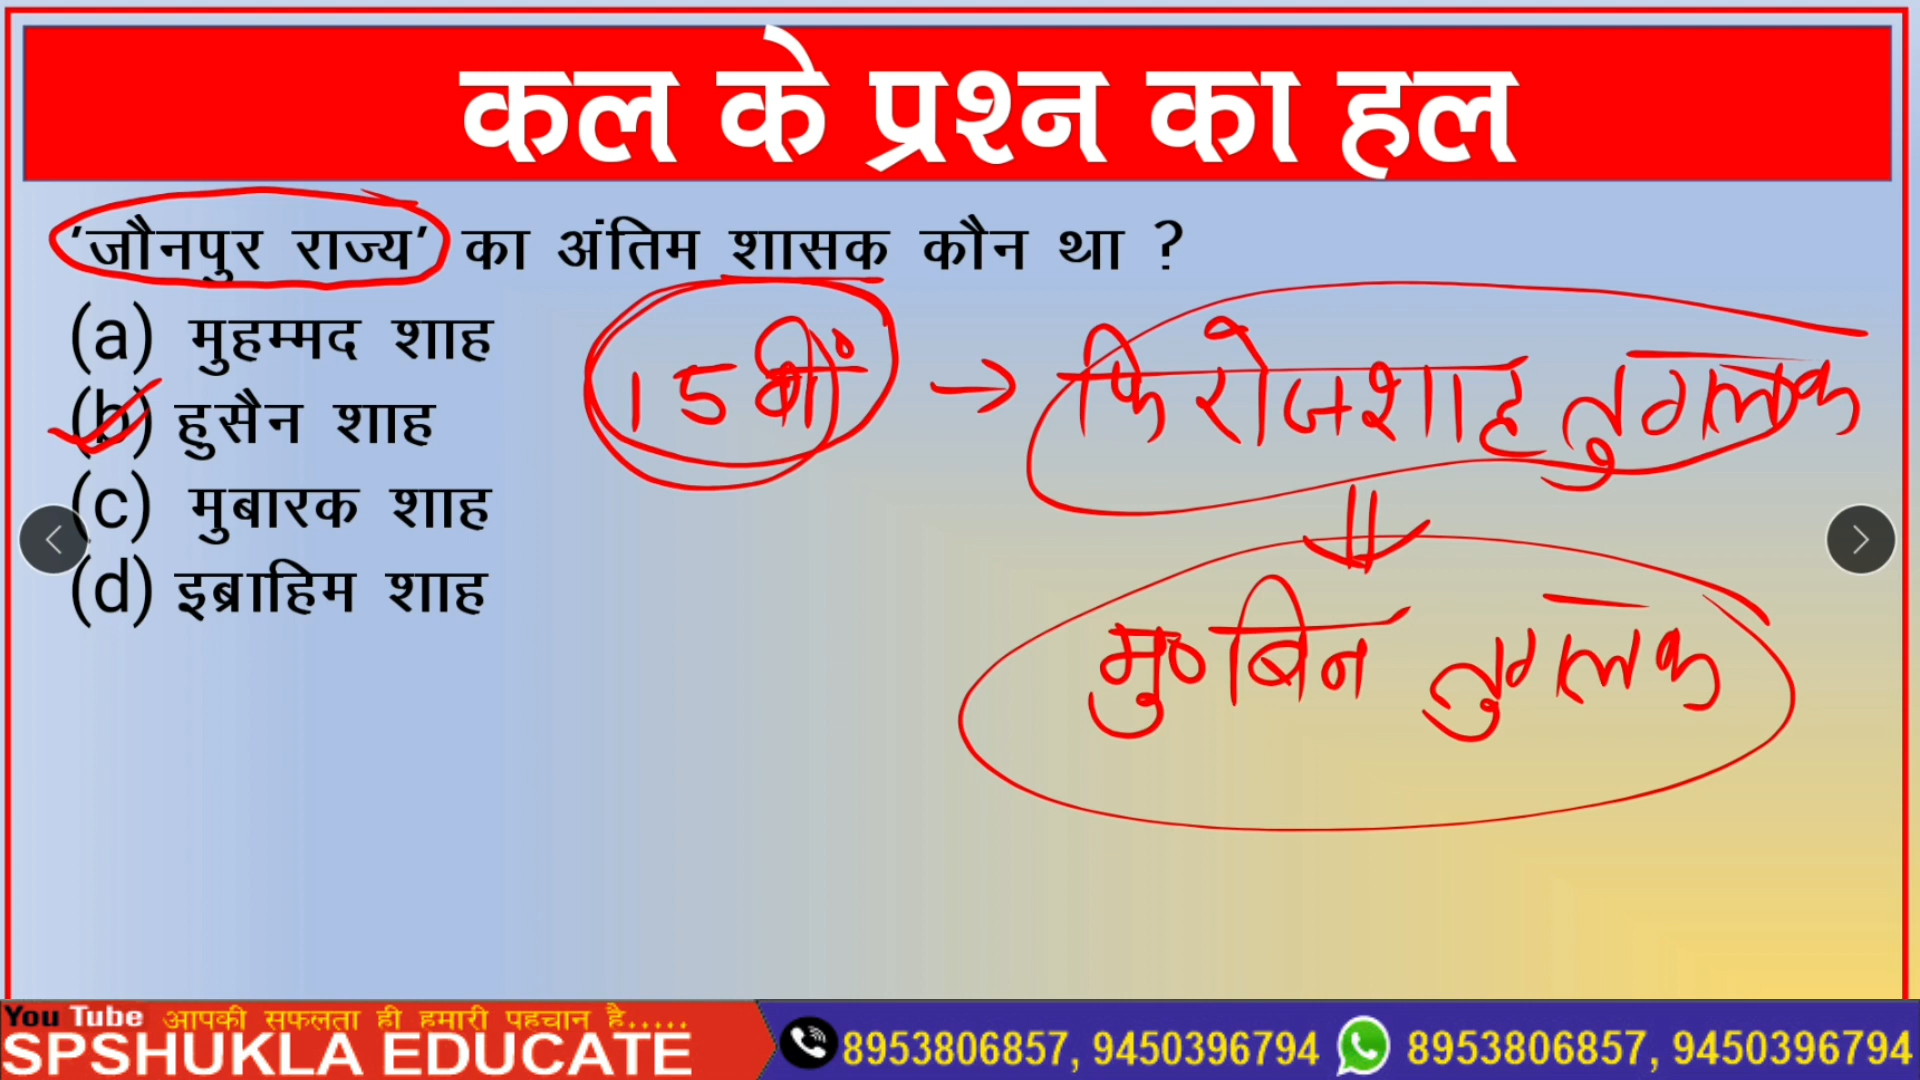 कल के प्रश्न का हल
'जौनपुर राज्य' का अंतिम शासक कौन था ?
(a) मुहम्मद शाह
(b) हुसैन शाह
(c) मुबारक शाह
(d) इब्राहिम शाह
15वीं → फिरोजशाह तुगलक
मु० बिन तुगलक
You Tube आपकी सफलता ही हमारी पहचान है.....
SPSHUKLA EDUCATE
8953806857, 9450396794
8953806857, 9450396794